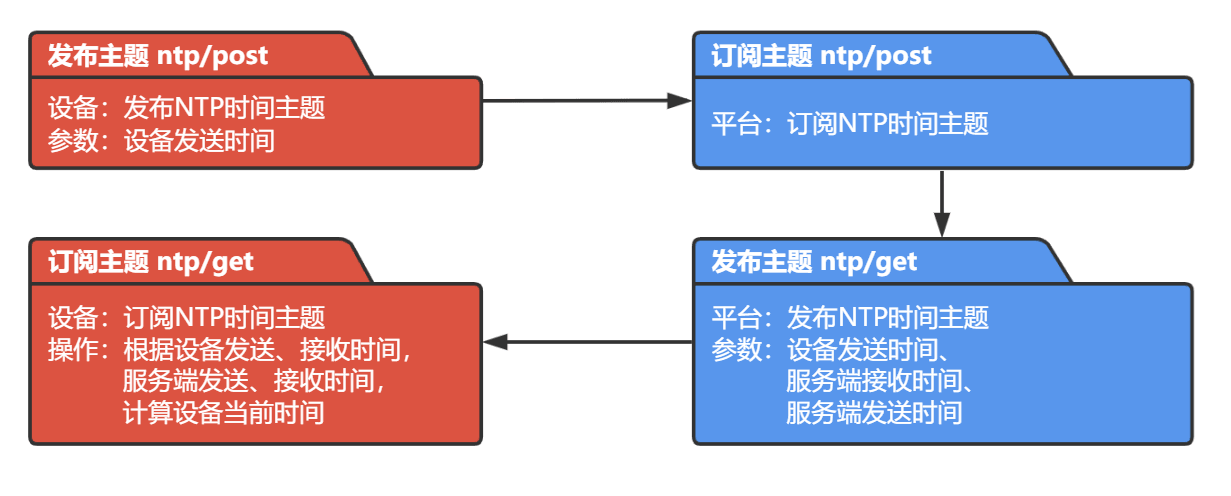 发布主题 ntp/post
设备：发布NTP时间主题
参数：设备发送时间
订阅主题 ntp/post
平台：订阅NTP时间主题
订阅主题 ntp/get
设备：订阅NTP时间主题
操作：根据设备发送、接收时间，
服务端发送、接收时间，
计算设备当前时间
发布主题 ntp/get
平台：发布NTP时间主题
参数：设备发送时间、
服务端接收时间、
服务端发送时间